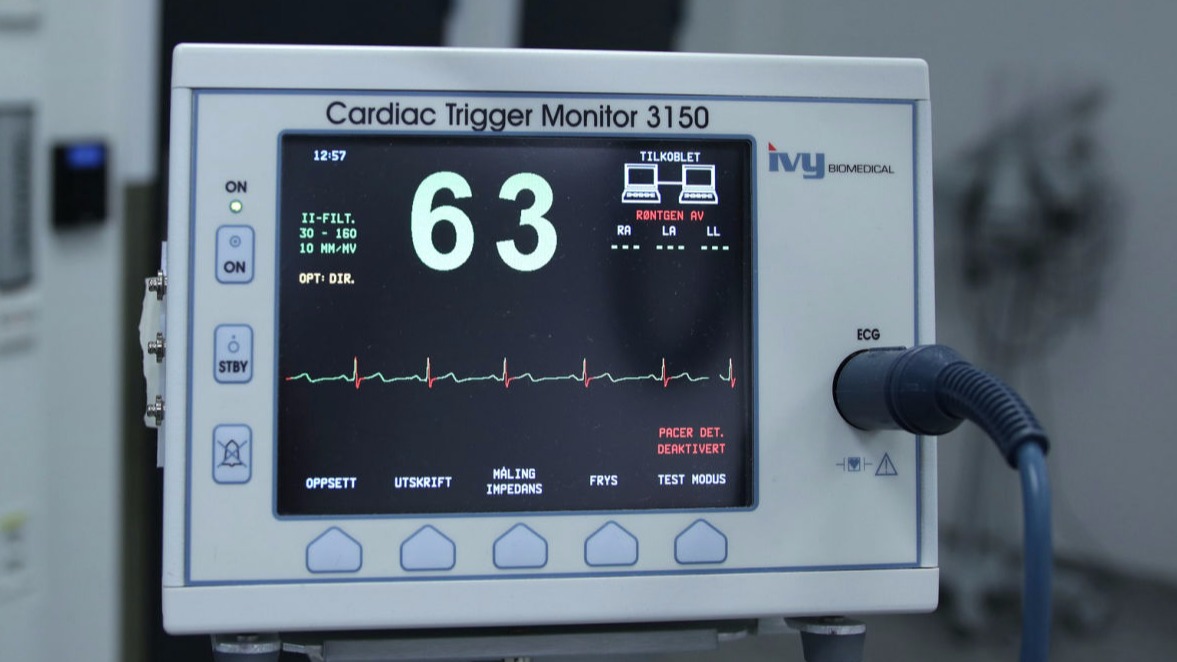 Cardiac Trigger Monitor 3150
12:57
63
TILKOBLET
ivy BIOMEDICAL
RØNTGEN AV
RA LA LL
--- --- ---
ON
II-FILT.
30 - 160
10 MM/MV
OPT: DIR.
ON
STBY
ECG
PACER DET.
DEAKTIVERT
OPPSETT
UTSKRIFT
MÅLING
IMPEDANS
FRYS
TEST MODUS